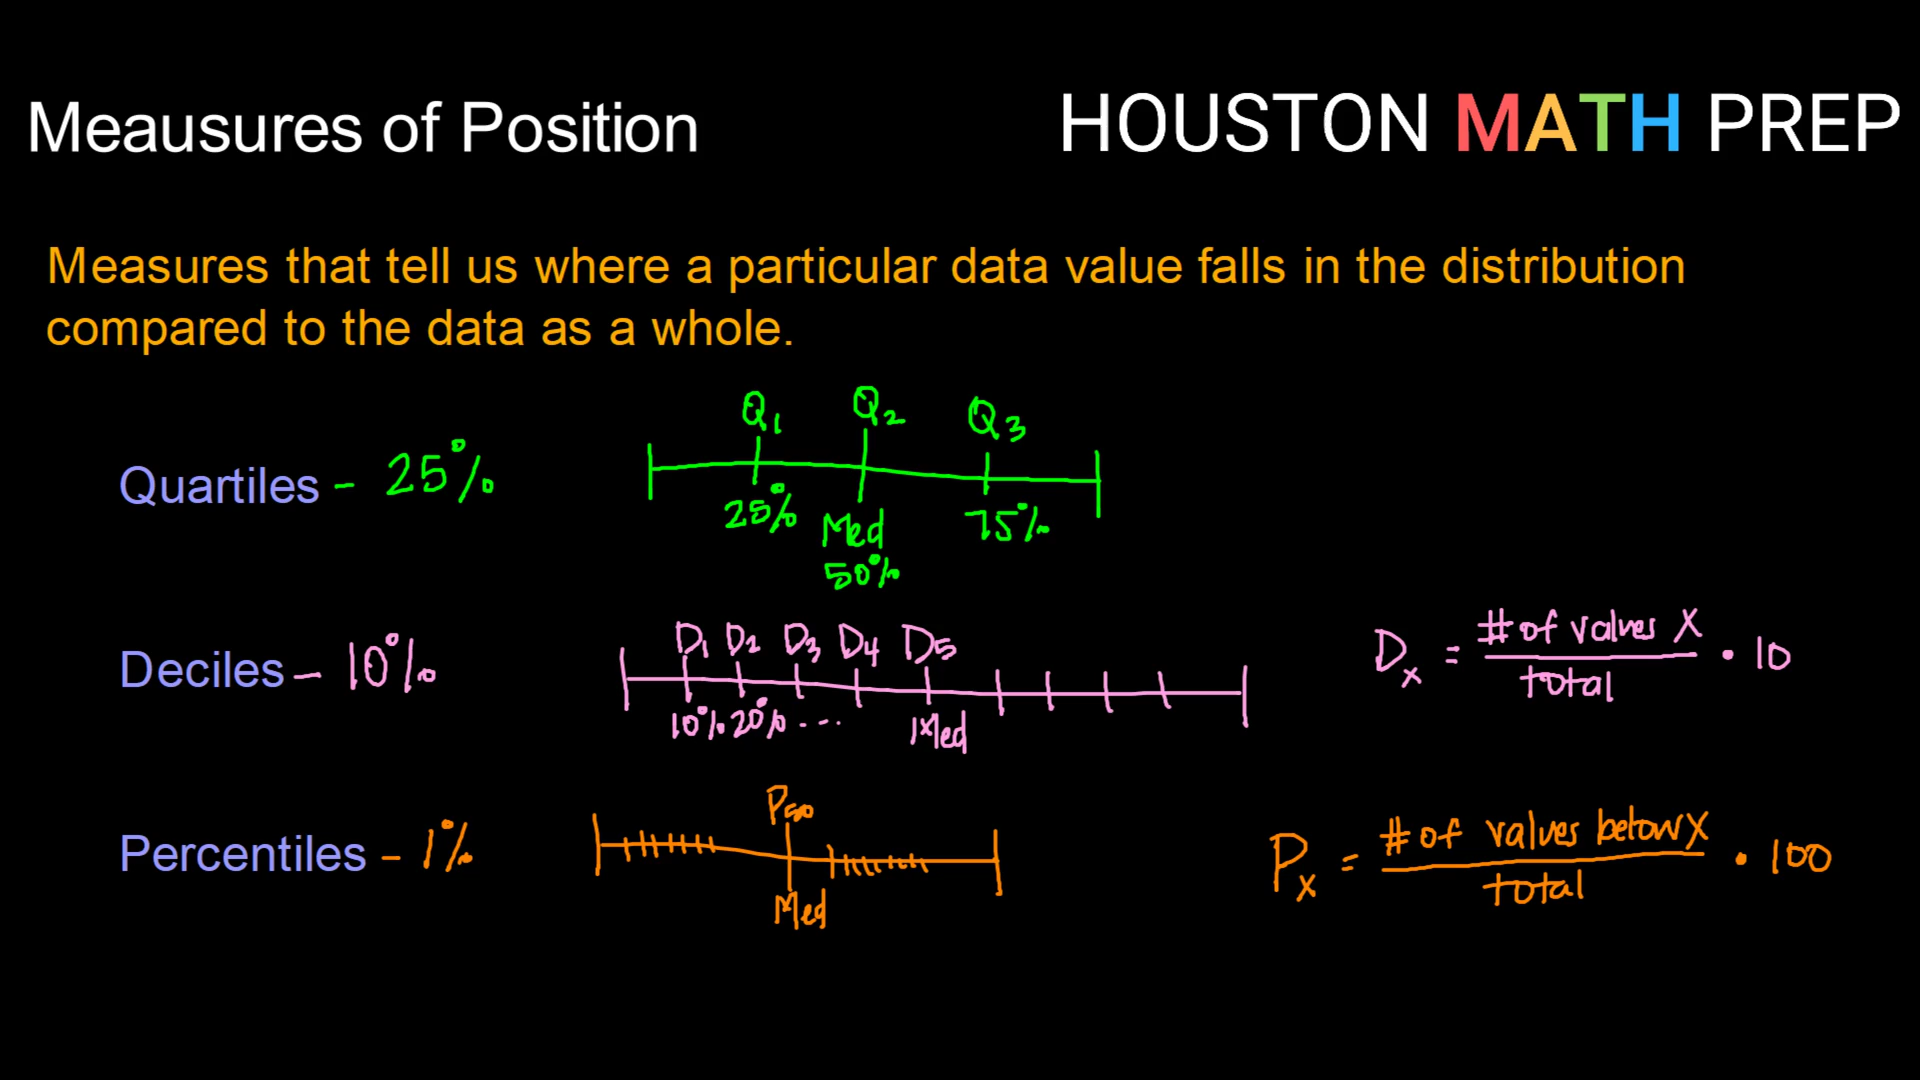 Meausures of Position
HOUSTON MATH PREP
Measures that tell us where a particular data value falls in the distribution
compared to the data as a whole.
Quartiles - 25%
Q1 Q2 Q3
25% Med 75%
50%
Deciles - 10%
D1 D2 D3 D4 D5
10% 20% ... Med
Dx = # of values X / total · 10
Percentiles - 1%
P50
Med
Px = # of values below X / total · 100